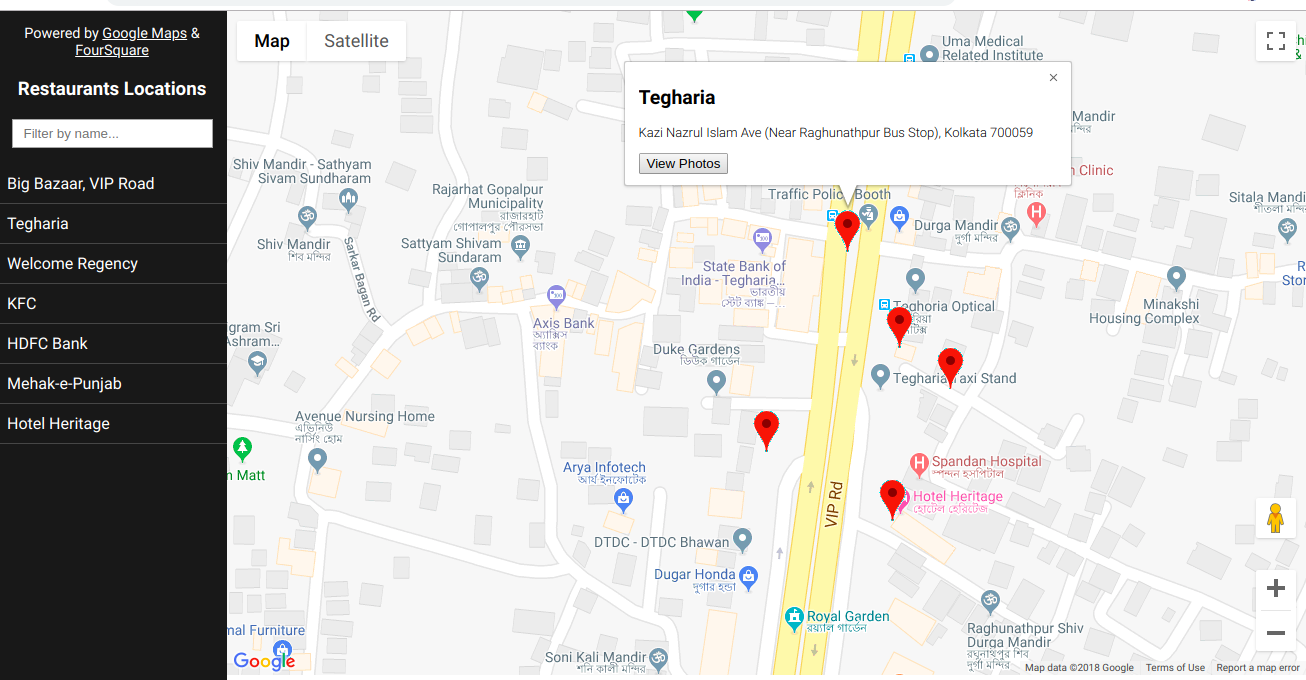 Powered by Google Maps &
FourSquare
Restaurants Locations
Filter by name...
Big Bazaar, VIP Road
Tegharia
Welcome Regency
KFC
HDFC Bank
Mehak-e-Punjab
Hotel Heritage
Map
Satellite
Uma Medical
Related Institute
×
Tegharia
Kazi Nazrul Islam Ave (Near Raghunathpur Bus Stop), Kolkata 700059
View Photos
Mandir
Clinic
ক্লিনিক
Shiv Mandir - Sathyam
Sivam Sundharam
Rajarhat Gopalpur
Municipality
রাজারহাট
গোপালপুর পৌরসভা
Traffic Police Booth
Sitala Mandir
শীতলা মন্দির
Durga Mandir
দুর্গা মন্দির
Shiv Mandir
শিব মন্দির
Sarkar Bagan Rd
Sattyam Shivam
Sundaram
State Bank of
India - Tegharia...
ভারতীয়
স্টেট ব্যাঙ্ক –...
Minakshi
Housing Complex
Teghoria Optical
Axis Bank
অ্যাক্সিস
ব্যাংক
gram Sri
Ashram...
Duke Gardens
ডিউক গার্ডেন
Tegharia Taxi Stand
Avenue Nursing Home
এভিনিউ
নার্সিং হোম
Matt
Arya Infotech
আর্য ইনফোটেক
Spandan Hospital
স্পন্দন হসপিটাল
Hotel Heritage
হোটেল হেরিটেজ
VIP Rd
DTDC - DTDC Bhawan
Dugar Honda
দুগার হন্ডা
Royal Garden
রয়্যাল গার্ডেন
mal Furniture
Google
Soni Kali Mandir
শনি কালী মন্দির
Raghunathpur Shiv
Durga Mandir
রঘুনাথপুর শিব
দুর্গা মন্দির
Map data ©2018 Google
Terms of Use
Report a map error